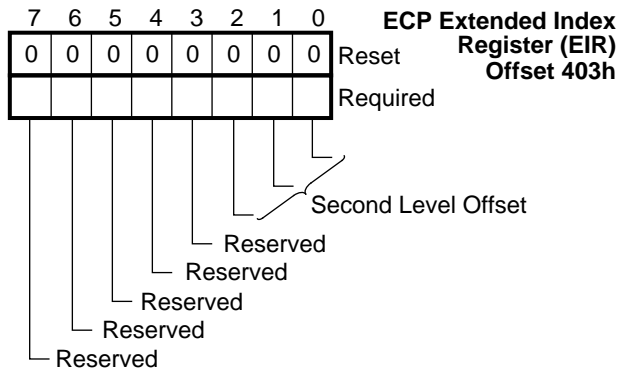 7 6 5 4 3 2 1 0
ECP Extended Index
Register (EIR)
Offset 403h
0 0 0 0 0 0 0 0 Reset
Required
Second Level Offset
Reserved
Reserved
Reserved
Reserved
Reserved